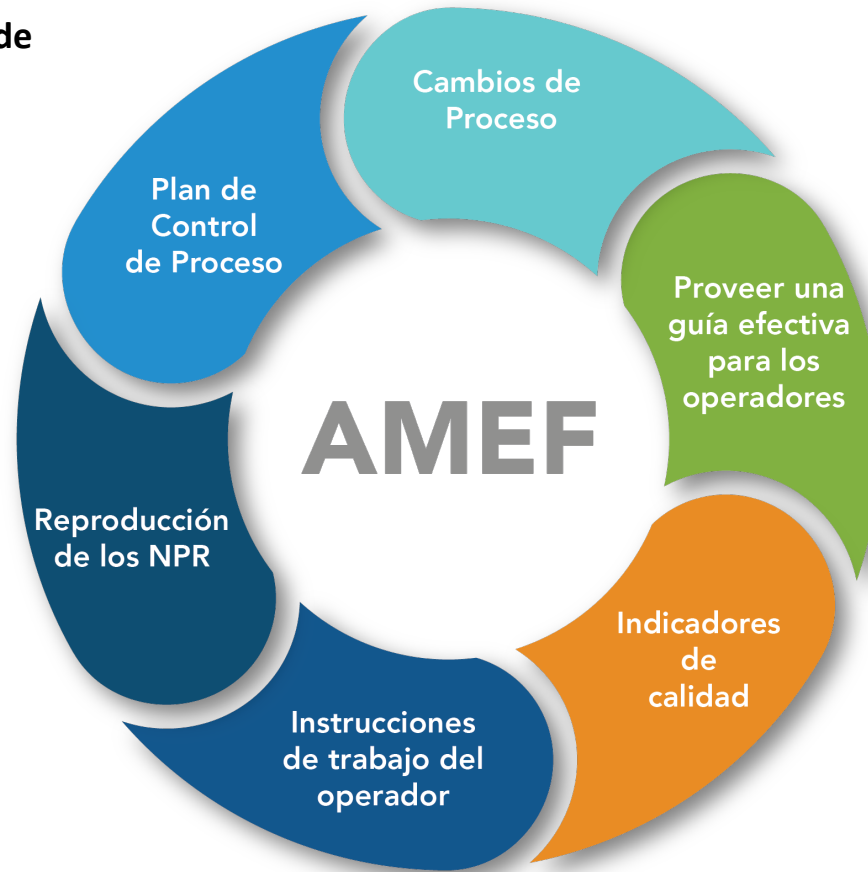 de
Cambios de
Proceso
Plan de
Control
de Proceso
Proveer una
guía efectiva
para los
operadores
AMEF
Reproducción
de los NPR
Indicadores
de
calidad
Instrucciones
de trabajo del
operador